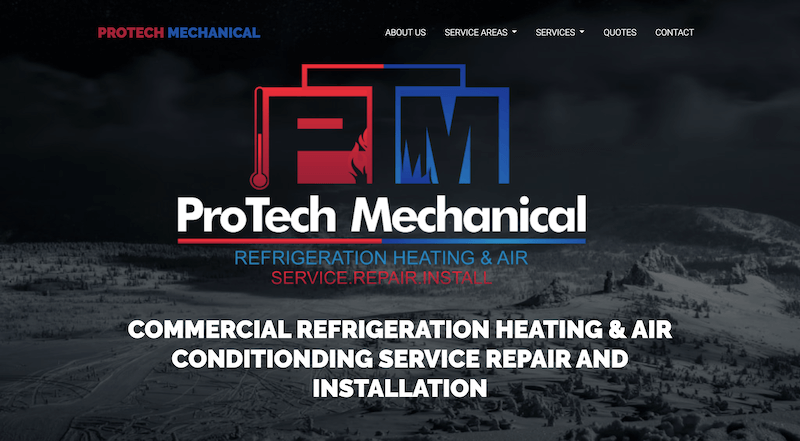 PROTECH MECHANICAL
ABOUT US SERVICE AREAS SERVICES QUOTES CONTACT
PTM
ProTech Mechanical
REFRIGERATION HEATING & AIR
SERVICE REPAIR INSTALL
COMMERCIAL REFRIGERATION HEATING & AIR
CONDITIONDING SERVICE REPAIR AND
INSTALLATION